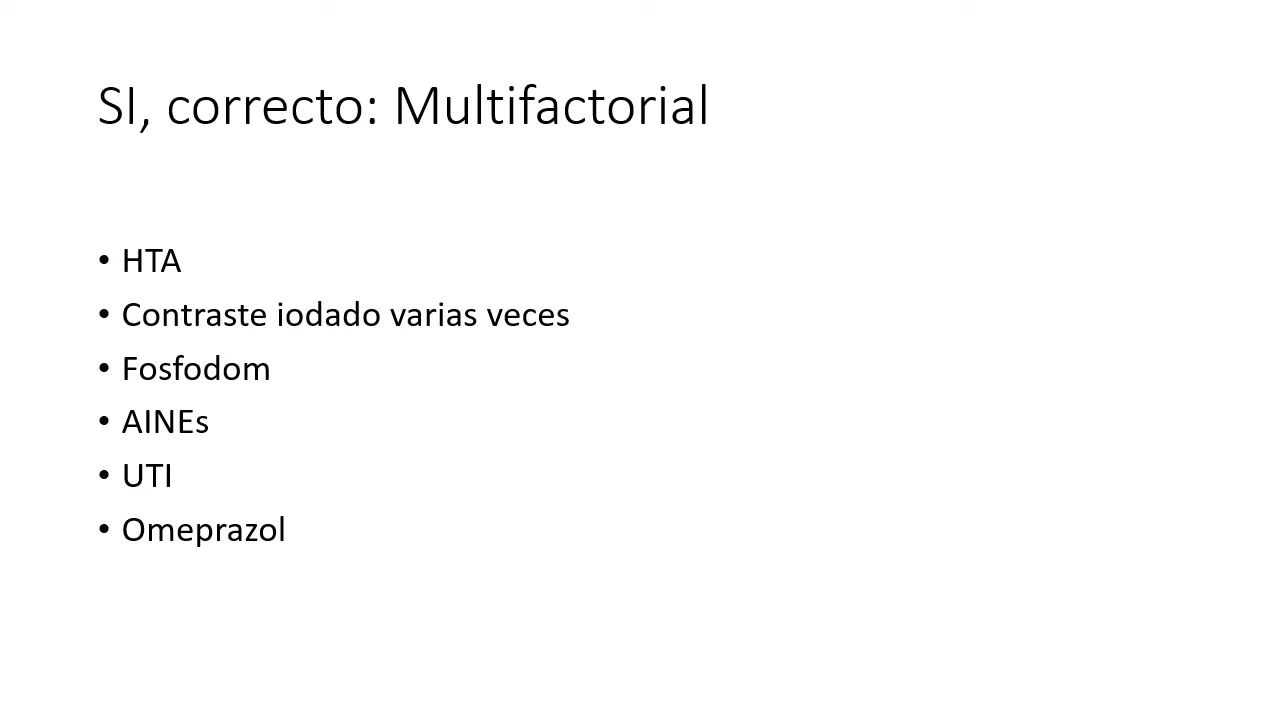 SI, correcto: Multifactorial
• HTA
• Contraste iodado varias veces
• Fosfodom
• AINEs
• UTI
• Omeprazol